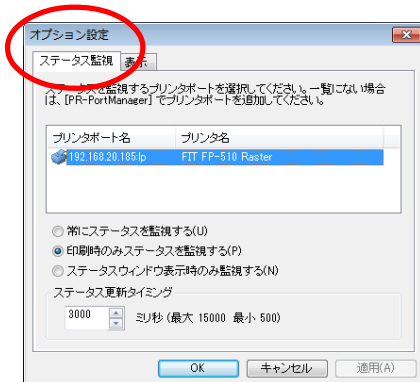 オプション設定
ステータス監視 表示
ステータスを監視するプリンタポートを選択してください。一覧にない場合
は、[PR-PortManager] でプリンタポートを追加してください。
プリンタポート名 プリンタ名
192.168.20.185:lp FIT FP-510 Raster
常にステータスを監視する(U)
印刷時のみステータスを監視する(P)
ステータスウィンドウ表示時のみ監視する(N)
ステータス更新タイミング
3000 ミリ秒 (最大 15000 最小 500)
OK キャンセル 適用(A)